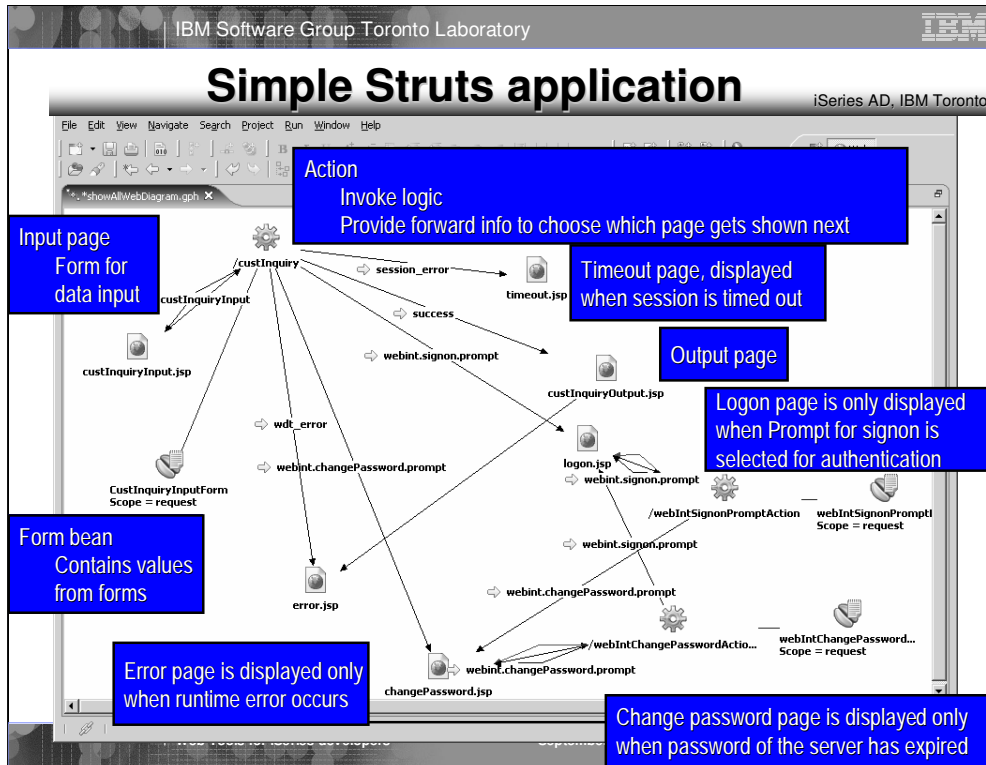 IBM Software Group Toronto Laboratory
IBM
Simple Struts application
iSeries AD, IBM Toronto
File Edit View Navigate Search Project Run Window Help
*showAllWebDiagram.gph
Action
Invoke logic
Provide forward info to choose which page gets shown next
Input page
Form for
data input
/custInquiry
session_error
timeout.jsp
Timeout page, displayed
when session is timed out
custInquiryInput
success
webint.signon.prompt
Output page
custInquiryInput.jsp
custInquiryOutput.jsp
Logon page is only displayed
when Prompt for signon is
selected for authentication
wdt_error
logon.jsp
webint.changePassword.prompt
webint.signon.prompt
CustInquiryInputForm
Scope = request
/webIntSignonPromptAction
webIntSignonPromptI
Scope = request
Form bean
Contains values
from forms
webint.signon.prompt
error.jsp
webint.changePassword.prompt
/webIntChangePasswordActio...
webIntChangePassword...
Scope = request
Error page is displayed only
when runtime error occurs
webint.changePassword.prompt
changePassword.jsp
Change password page is displayed only
when password of the server has expired